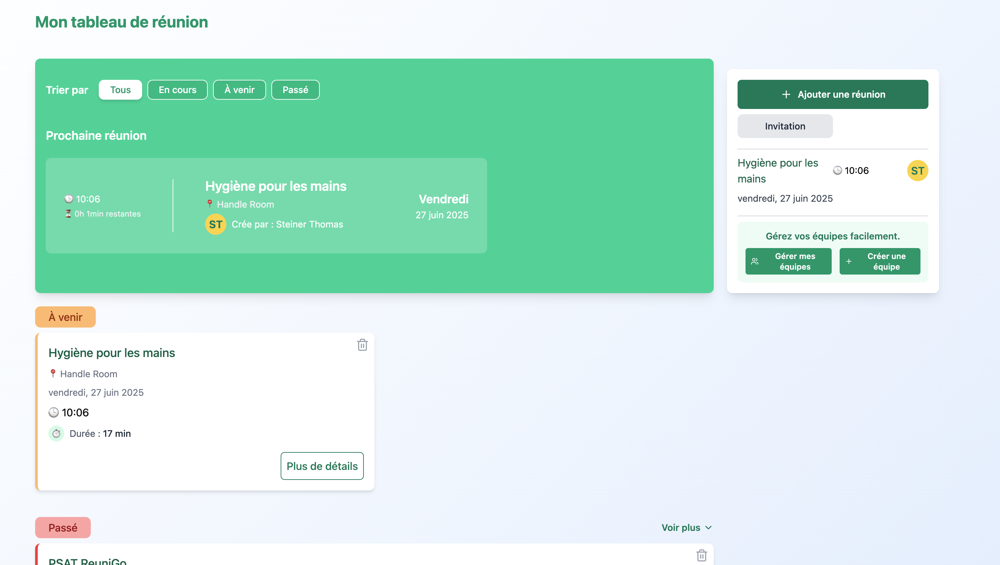 Mon tableau de réunion
Trier par
Tous
En cours
À venir
Passé
Prochaine réunion
10:06
0h 1min restantes
Hygiène pour les mains
Handle Room
ST
Crée par : Steiner Thomas
Vendredi
27 juin 2025
+ Ajouter une réunion
Invitation
Hygiène pour les
mains
10:06
ST
vendredi, 27 juin 2025
Gérez vos équipes facilement.
Gérer mes
équipes
+ Créer une
équipe
À venir
Hygiène pour les mains
Handle Room
vendredi, 27 juin 2025
10:06
Durée : 17 min
Plus de détails
Passé
Voir plus
PSAT ReuniGo